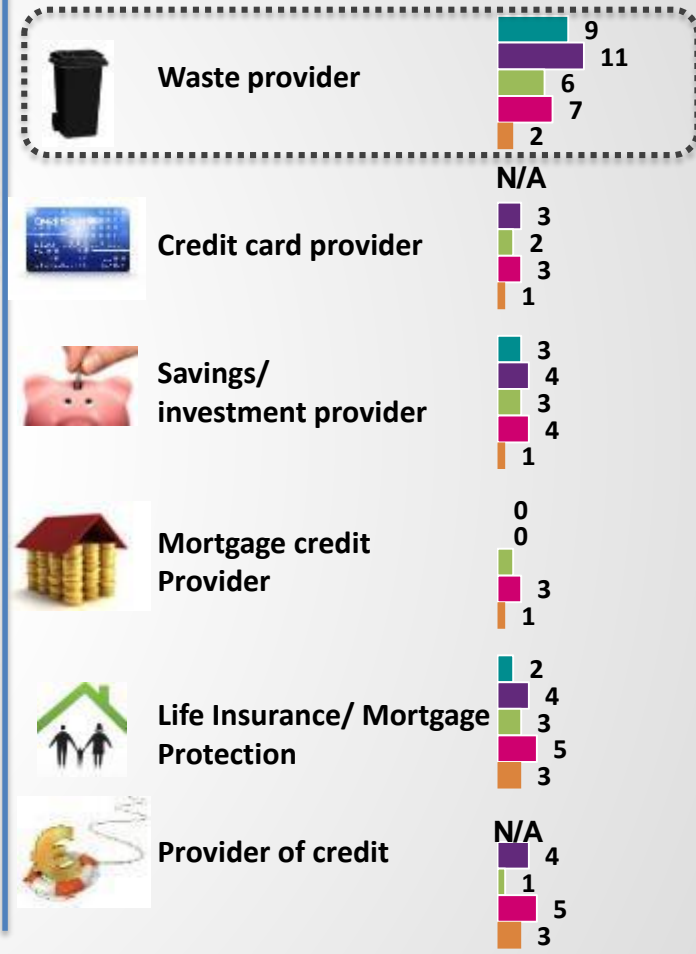 Waste provider
9
11
6
7
2
N/A
Credit card provider
3
2
3
1
Savings/
investment provider
3
4
3
4
1
Mortgage credit
Provider
0
0
3
1
Life Insurance/ Mortgage
Protection
2
4
3
5
3
Provider of credit
N/A
4
1
5
3